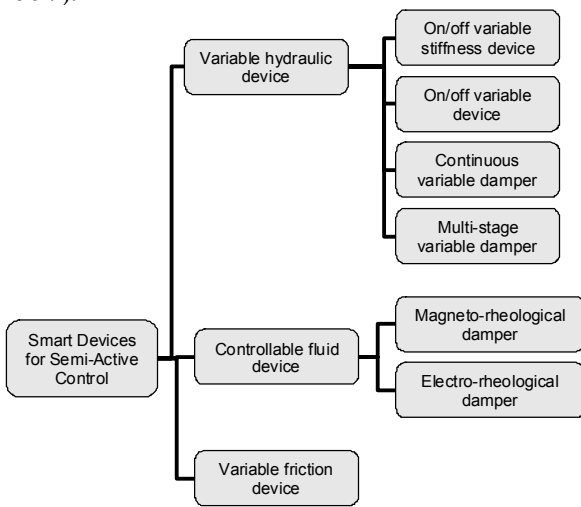 On/off variable
stiffness device
Variable hydraulic
device
On/off variable
device
Continuous
variable damper
Multi-stage
variable damper
Smart Devices
for Semi-Active
Control
Controllable fluid
device
Magneto-rheological
damper
Electro-rheological
damper
Variable friction
device